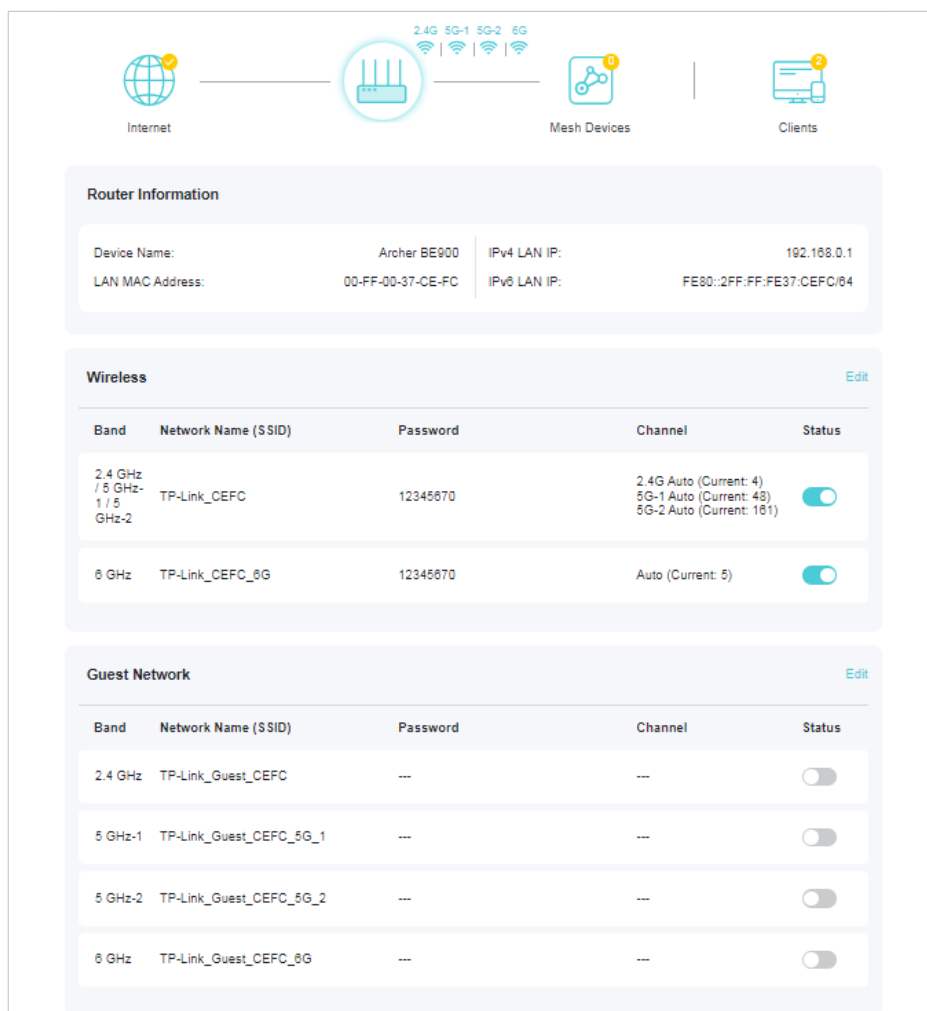 2.4G 5G-1 5G-2 6G
0
2
Internet
Mesh Devices
Clients
Router Information
Device Name: Archer BE900 IPv4 LAN IP: 192.168.0.1
LAN MAC Address: 00-FF-00-37-CE-FC IPv6 LAN IP: FE80::2FF:FF:FE37:CEFC/64
Wireless Edit
Band Network Name (SSID) Password Channel Status
2.4 GHz
/ 5 GHz-
1 / 5
GHz-2
TP-Link_CEFC
12345670
2.4G Auto (Current: 4)
5G-1 Auto (Current: 48)
5G-2 Auto (Current: 161)
6 GHz TP-Link_CEFC_6G 12345670 Auto (Current: 5)
Guest Network Edit
Band Network Name (SSID) Password Channel Status
2.4 GHz TP-Link_Guest_CEFC --- ---
5 GHz-1 TP-Link_Guest_CEFC_5G_1 --- ---
5 GHz-2 TP-Link_Guest_CEFC_5G_2 --- ---
6 GHz TP-Link_Guest_CEFC_6G --- ---